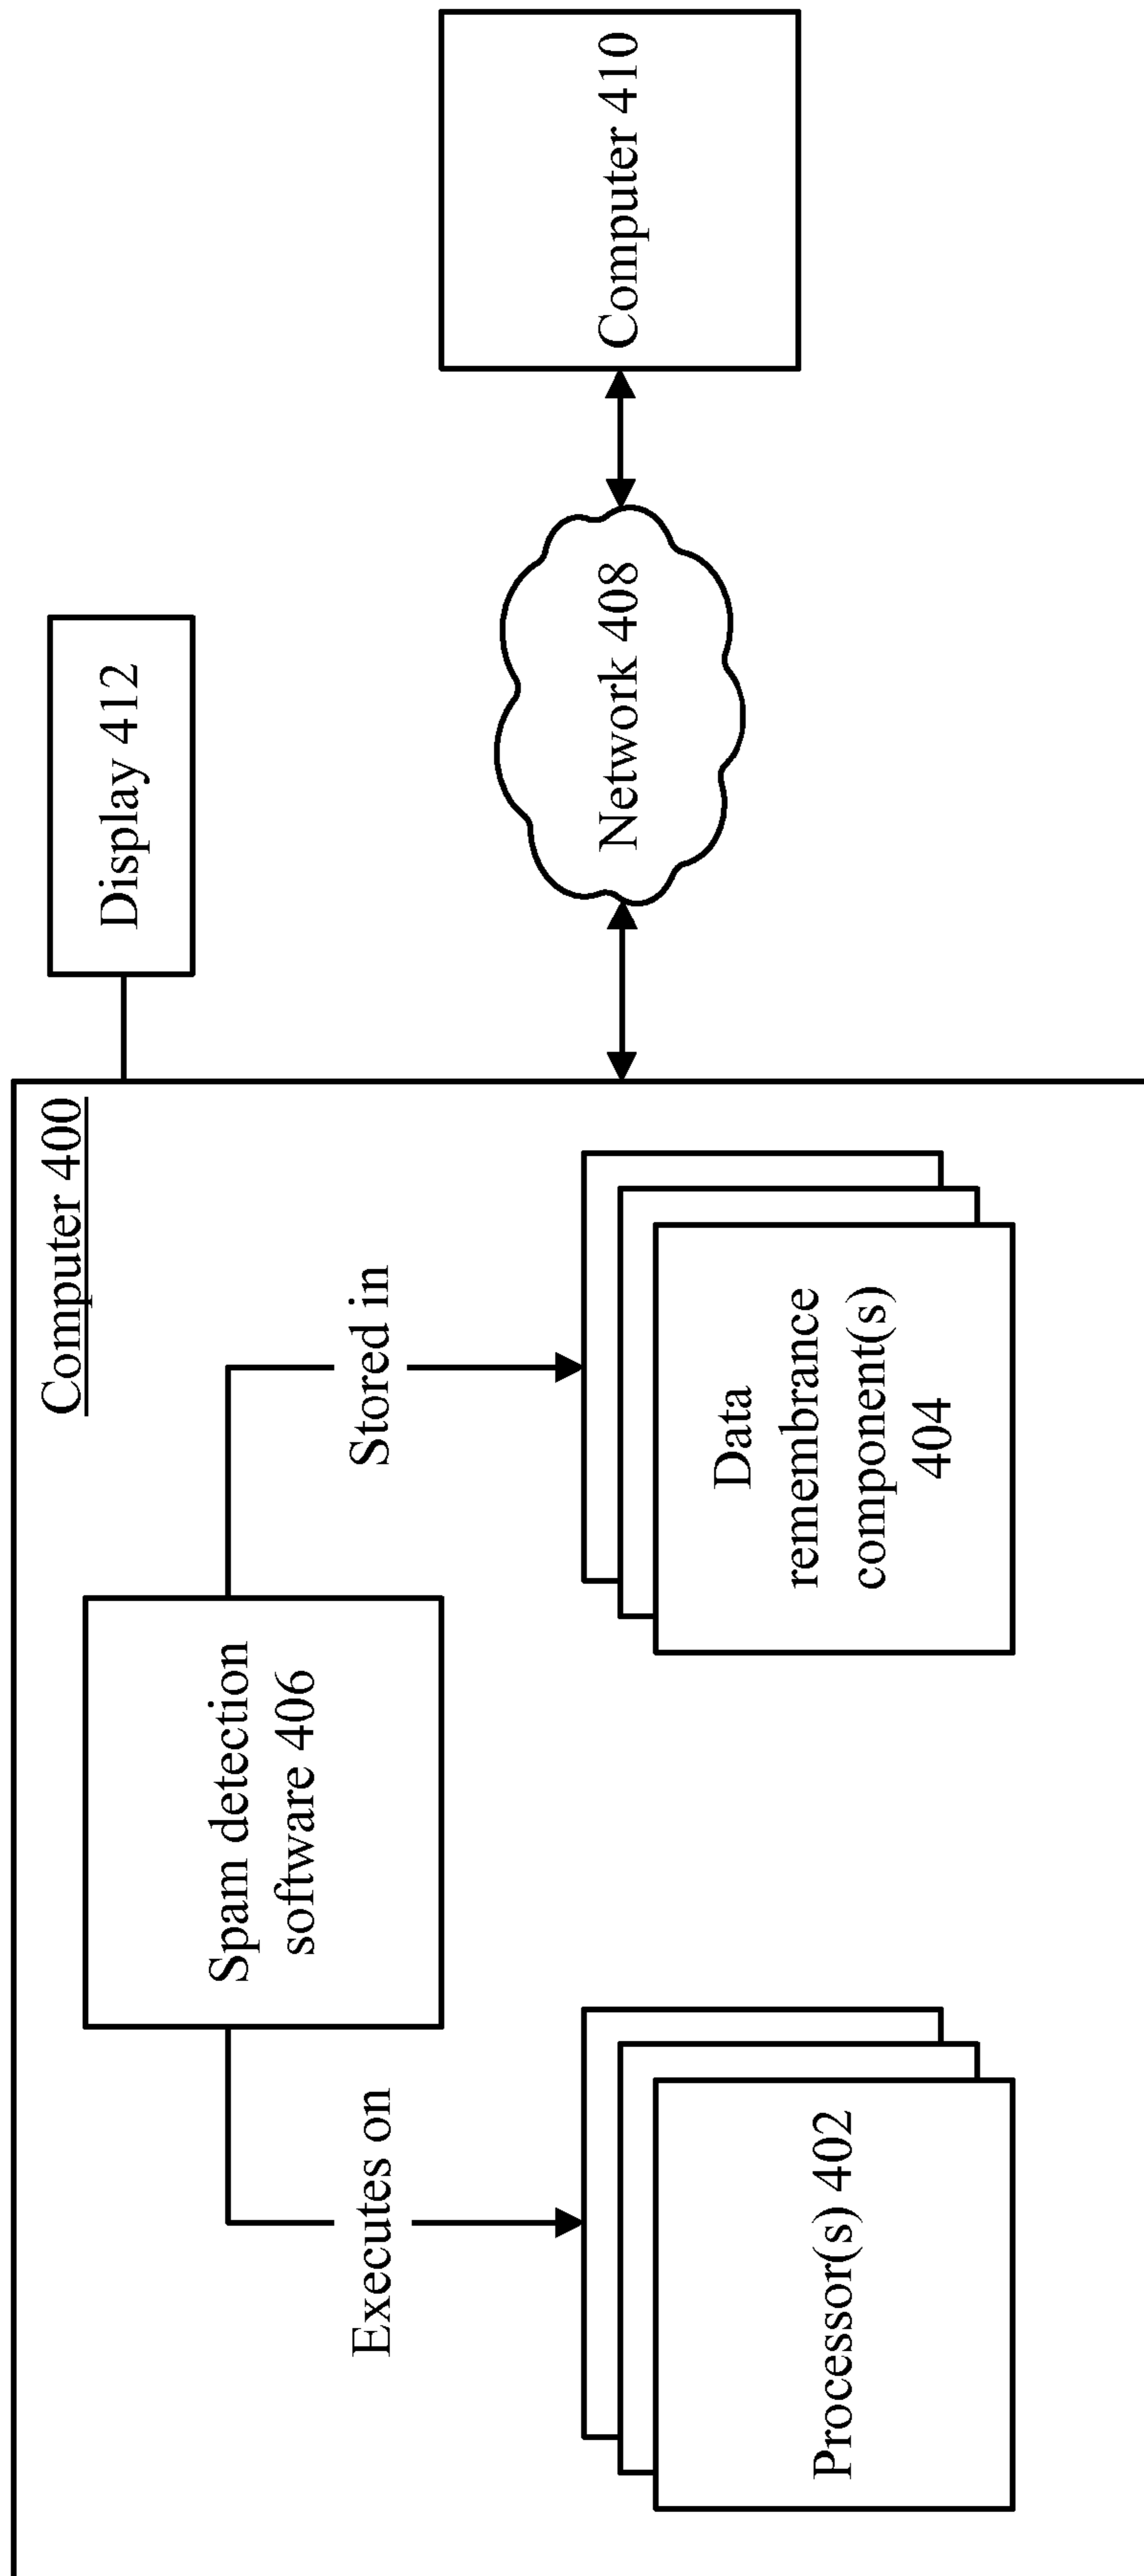 Computer 400
Spam detection
software 406
Executes on
Stored in
Processor(s) 402
Data
remembrance
component(s)
404
Display 412
Network 408
Computer 410